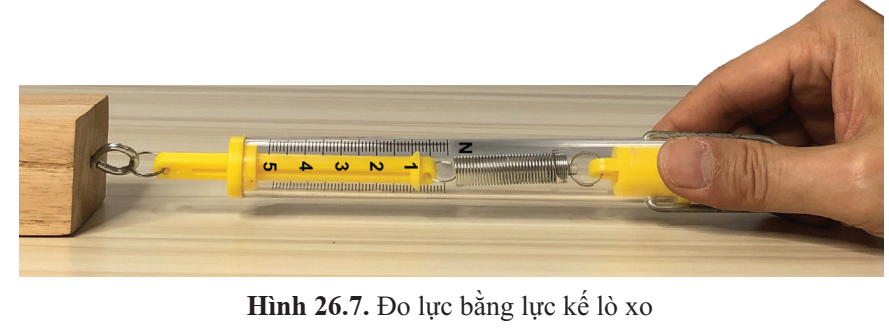 N
5 4 3 2 1
Hình 26.7. Đo lực bằng lực kế lò xo